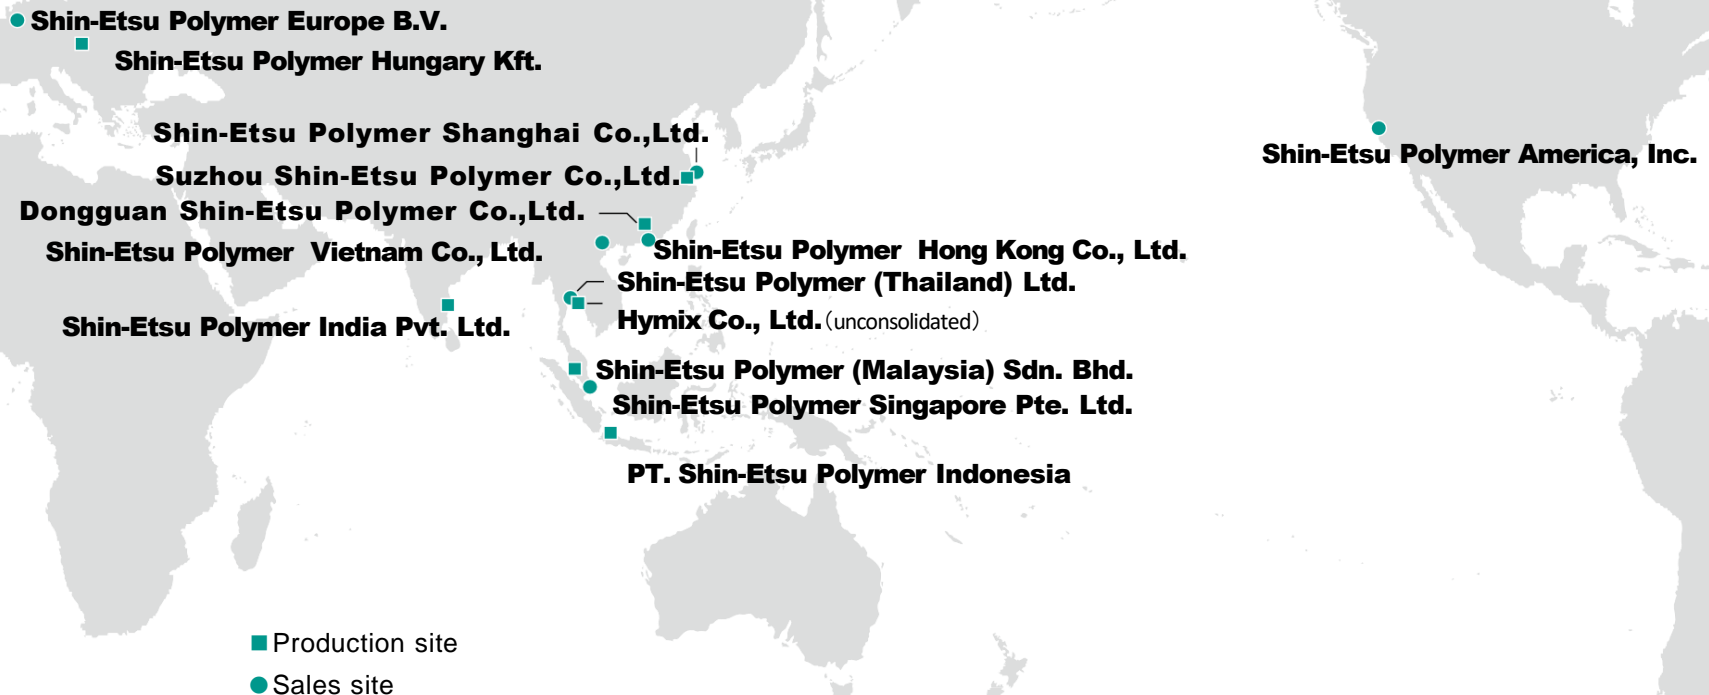 Shin-Etsu Polymer Europe B.V.
Shin-Etsu Polymer Hungary Kft.
Shin-Etsu Polymer Shanghai Co.,Ltd.
Shin-Etsu Polymer America, Inc.
Suzhou Shin-Etsu Polymer Co.,Ltd.
Dongguan Shin-Etsu Polymer Co.,Ltd.
Shin-Etsu Polymer Vietnam Co., Ltd.
Shin-Etsu Polymer Hong Kong Co., Ltd.
Shin-Etsu Polymer (Thailand) Ltd.
Hymix Co., Ltd.（unconsolidated）
Shin-Etsu Polymer India Pvt. Ltd.
Shin-Etsu Polymer (Malaysia) Sdn. Bhd.
Shin-Etsu Polymer Singapore Pte. Ltd.
PT. Shin-Etsu Polymer Indonesia
Production site
Sales site